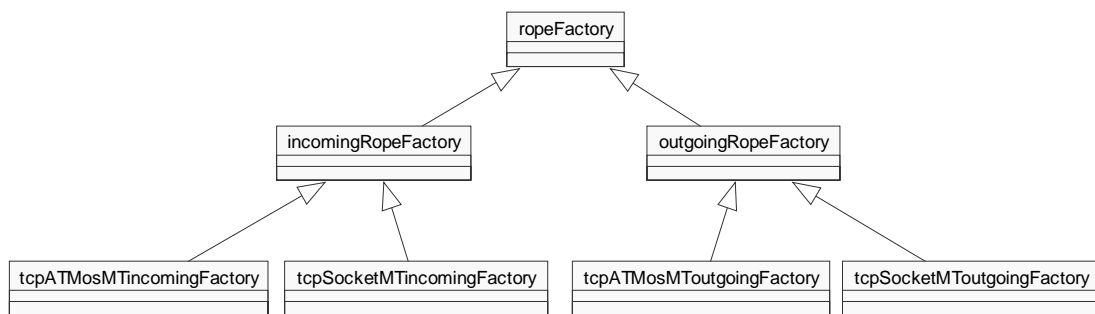 ropeFactory
incomingRopeFactory
outgoingRopeFactory
tcpATMosMTincomingFactory
tcpSocketMTincomingFactory
tcpATMosMToutgoingFactory
tcpSocketMToutgoingFactory